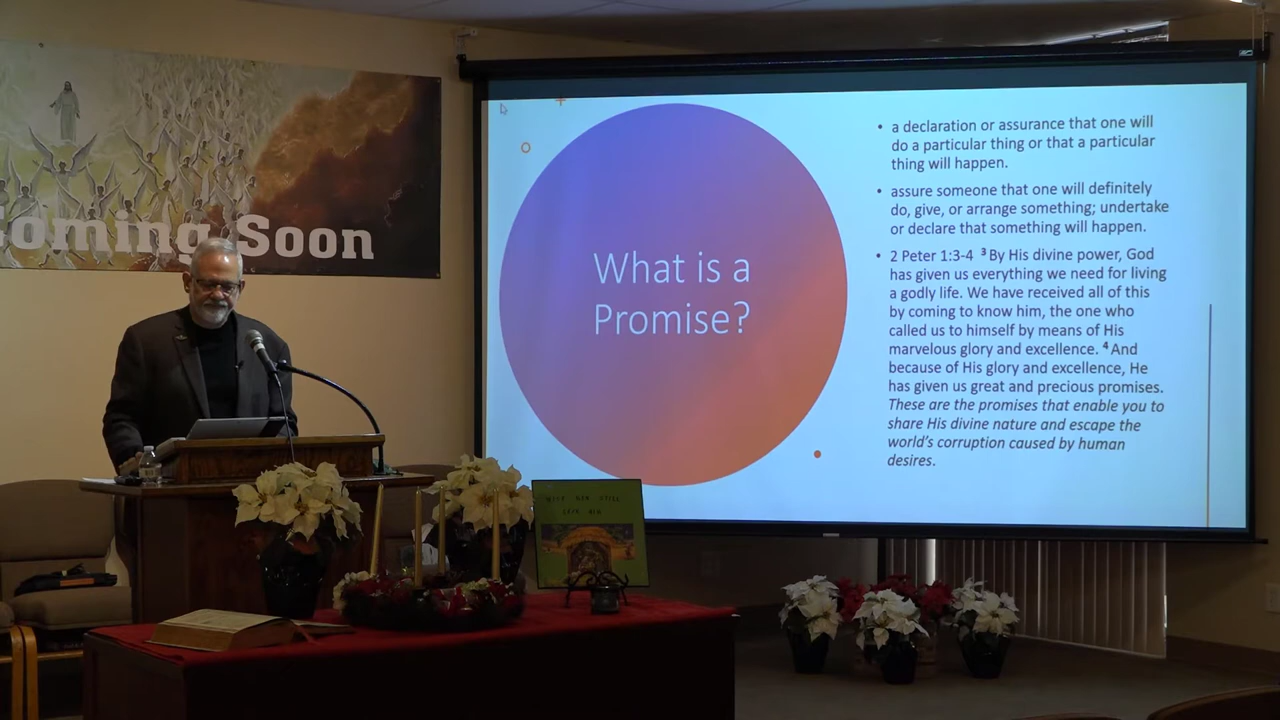 Coming Soon
What is a
Promise?
• a declaration or assurance that one will
do a particular thing or that a particular
thing will happen.
• assure someone that one will definitely
do, give, or arrange something; undertake
or declare that something will happen.
• 2 Peter 1:3-4 ³ By His divine power, God
has given us everything we need for living
a godly life. We have received all of this
by coming to know him, the one who
called us to himself by means of His
marvelous glory and excellence. ⁴ And
because of His glory and excellence, He
has given us great and precious promises.
These are the promises that enable you to
share His divine nature and escape the
world's corruption caused by human
desires.
WISE MEN STILL
SEEK HIM